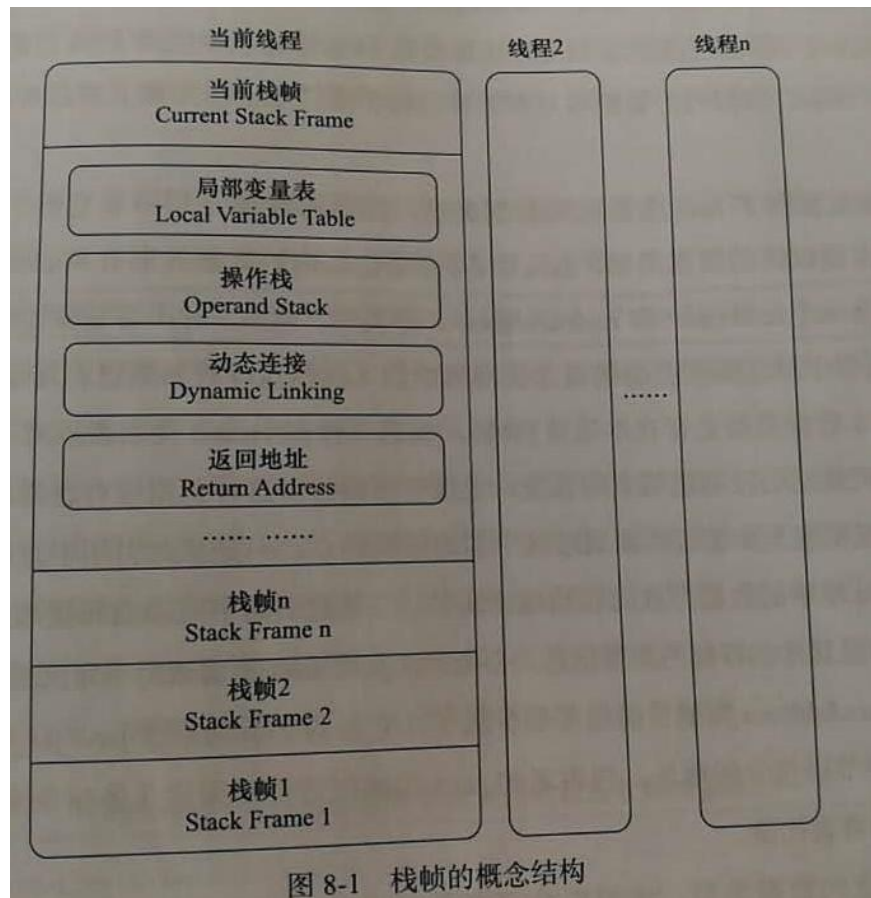 当前线程
线程2
线程n
当前栈帧
Current Stack Frame
局部变量表
Local Variable Table
操作栈
Operand Stack
动态连接
Dynamic Linking
……
返回地址
Return Address
…… ……
栈帧n
Stack Frame n
栈帧2
Stack Frame 2
栈帧1
Stack Frame 1
图 8-1 栈帧的概念结构